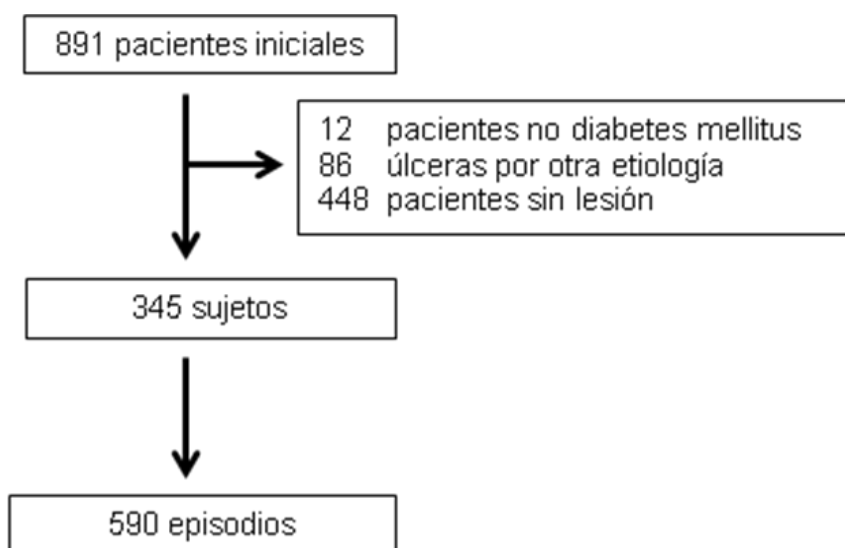 891 pacientes iniciales
12 pacientes no diabetes mellitus
86 úlceras por otra etiología
448 pacientes sin lesión
345 sujetos
590 episodios